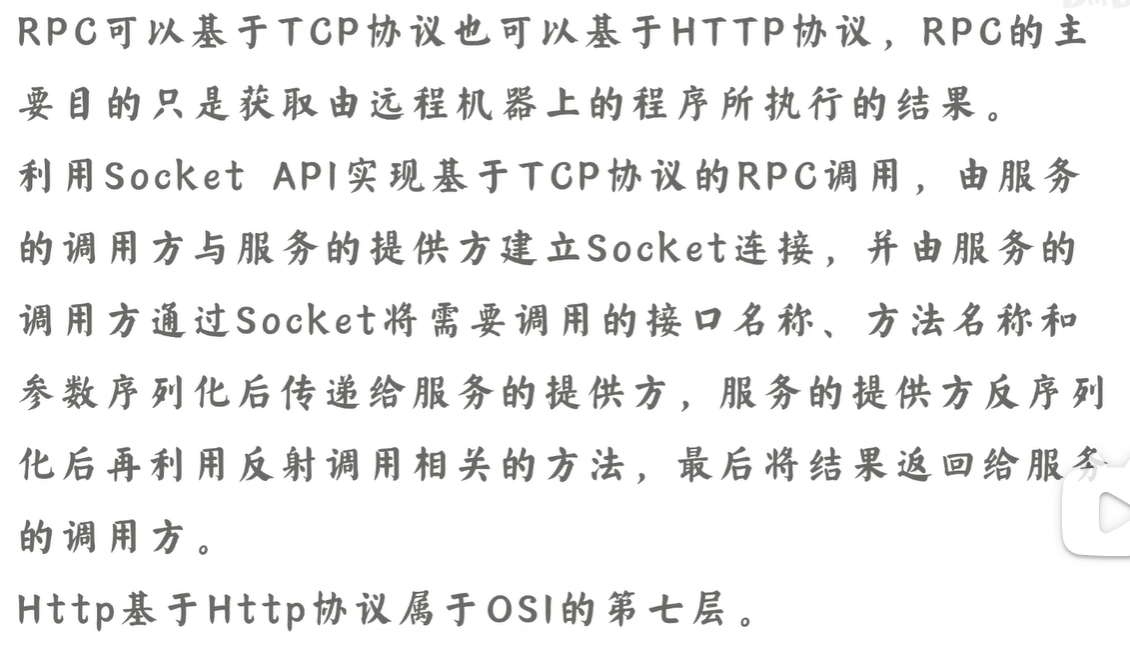 RPC可以基于TCP协议也可以基于HTTP协议，RPC的主
要目的只是获取由远程机器上的程序所执行的结果。
利用Socket API实现基于TCP协议的RPC调用，由服务
的调用方与服务的提供方建立Socket连接，并由服务的
调用方通过Socket将需要调用的接口名称、方法名称和
参数序列化后传递给服务的提供方，服务的提供方反序列
化后再利用反射调用相关的方法，最后将结果返回给服务
的调用方。
Http基于Http协议属于OSI的第七层。